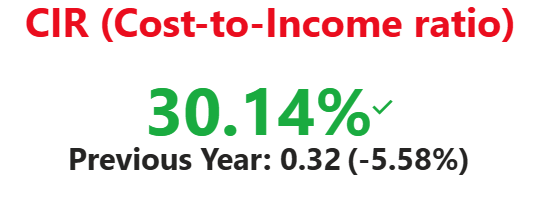 CIR (Cost-to-Income ratio)
30.14%✓
Previous Year: 0.32 (-5.58%)